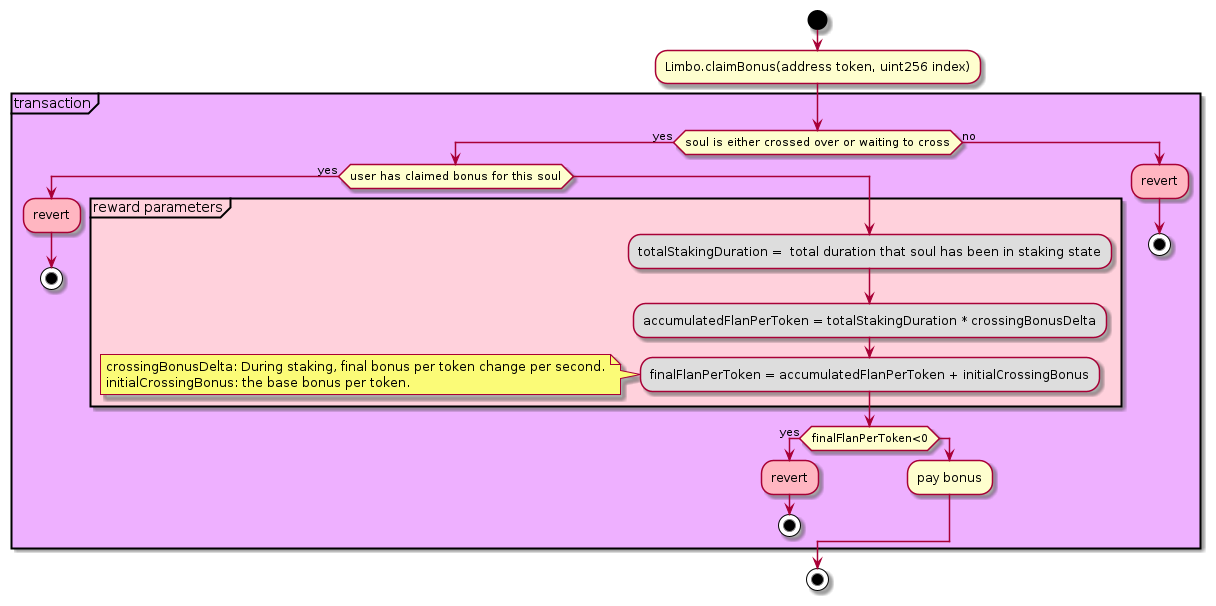 Limbo.claimBonus(address token, uint256 index)
transaction
yes
soul is either crossed over or waiting to cross
no
yes
user has claimed bonus for this soul
revert
revert
reward parameters
totalStakingDuration =  total duration that soul has been in staking state
accumulatedFlanPerToken = totalStakingDuration * crossingBonusDelta
crossingBonusDelta: During staking, final bonus per token change per second.
initialCrossingBonus: the base bonus per token.
finalFlanPerToken = accumulatedFlanPerToken + initialCrossingBonus
yes
finalFlanPerToken<0
revert
pay bonus